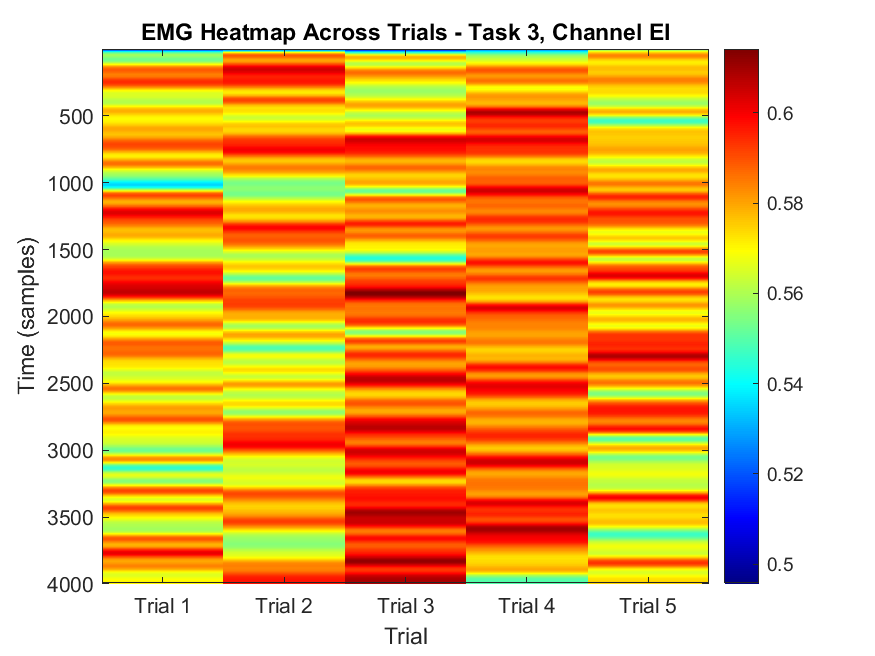 EMG Heatmap Across Trials - Task 3, Channel EI
500
1000
1500
2000
2500
3000
3500
4000
Time (samples)
Trial 1
Trial 2
Trial 3
Trial 4
Trial 5
Trial
0.6
0.58
0.56
0.54
0.52
0.5